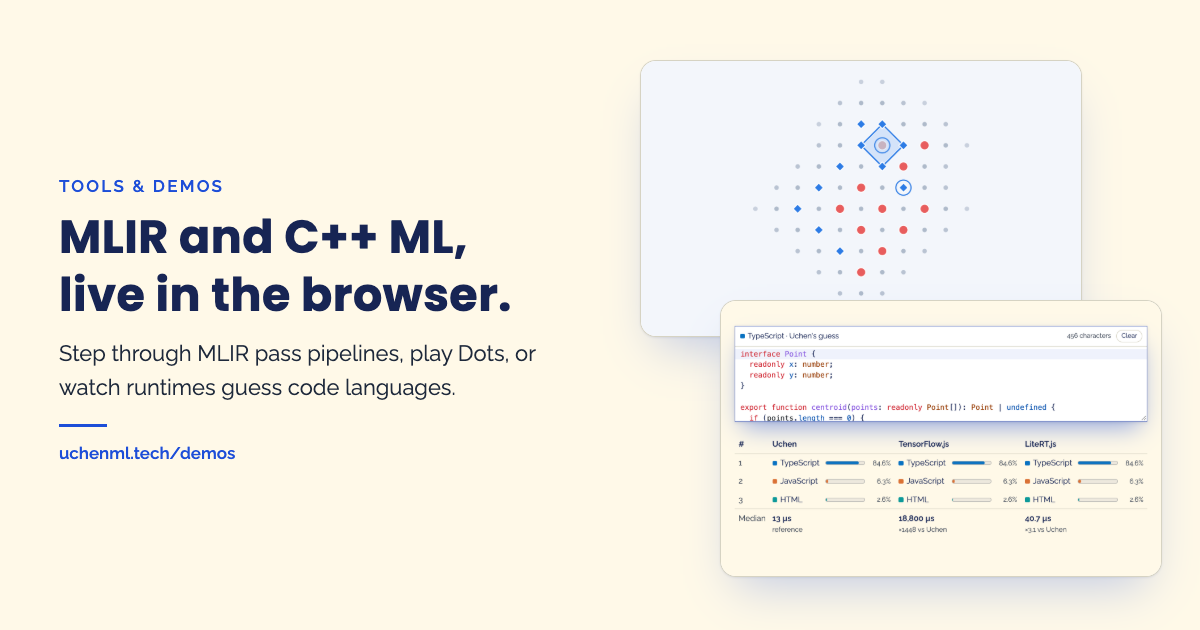 TOOLS & DEMOS
MLIR and C++ ML,
live in the browser.
Step through MLIR pass pipelines, play Dots, or
watch runtimes guess code languages.
uchenml.tech/demos
TypeScript · Uchen's guess 456 characters Clear
interface Point {
readonly x: number;
readonly y: number;
}
export function centroid(points: readonly Point[]): Point | undefined {
if (points.length === 0) {
# Uchen TensorFlow.js LiteRT.js
1 TypeScript 84.6% TypeScript 84.6% TypeScript 84.6%
2 JavaScript 6.3% JavaScript 6.3% JavaScript 6.3%
3 HTML 2.6% HTML 2.6% HTML 2.6%
Median 13 µs 18,800 µs 40.7 µs
reference ×1448 vs Uchen ×3.1 vs Uchen